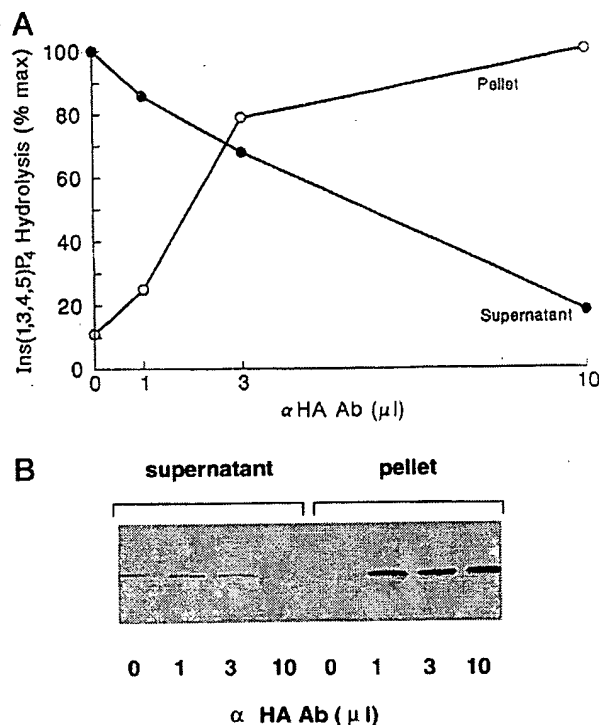 A
Ins(1,3,4,5)P4 Hydrolysis (% max)
100
80
60
40
20
0
Pellet
Supernatant
0 1 3 10
α HA Ab (μl)
B
supernatant pellet
0 1 3 10 0 1 3 10
α HA Ab ( μl )